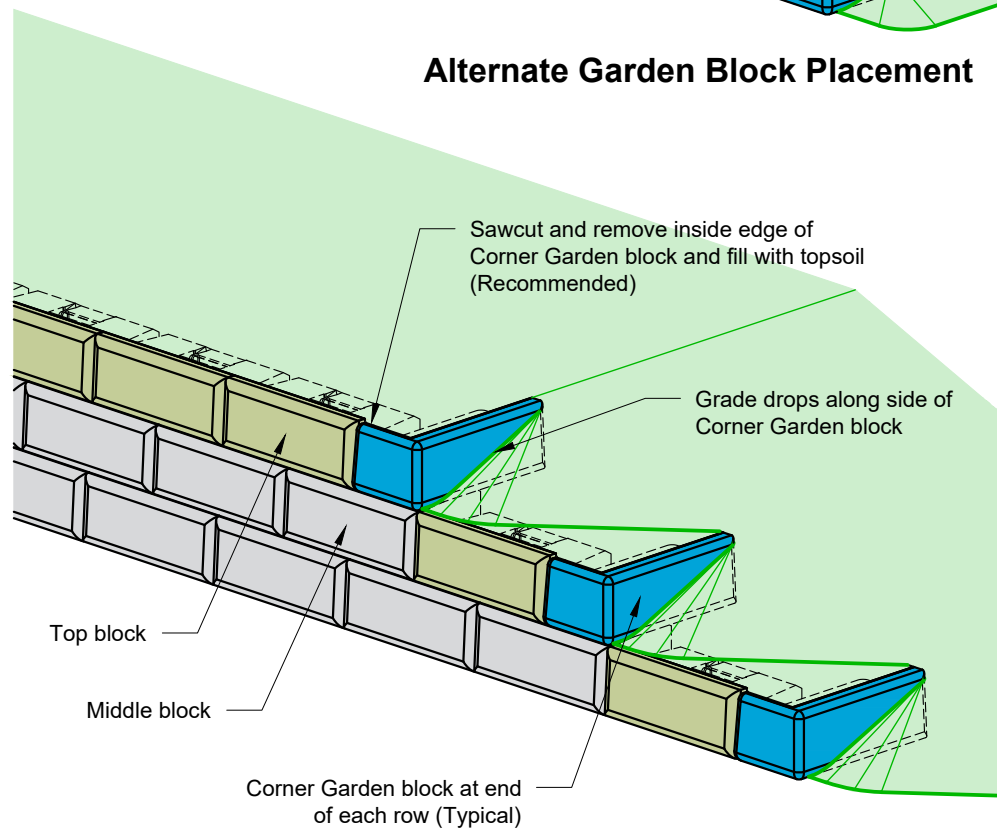 Alternate Garden Block Placement
Sawcut and remove inside edge of
Corner Garden block and fill with topsoil
(Recommended)
Grade drops along side of
Corner Garden block
Top block
Middle block
Corner Garden block at end
of each row (Typical)